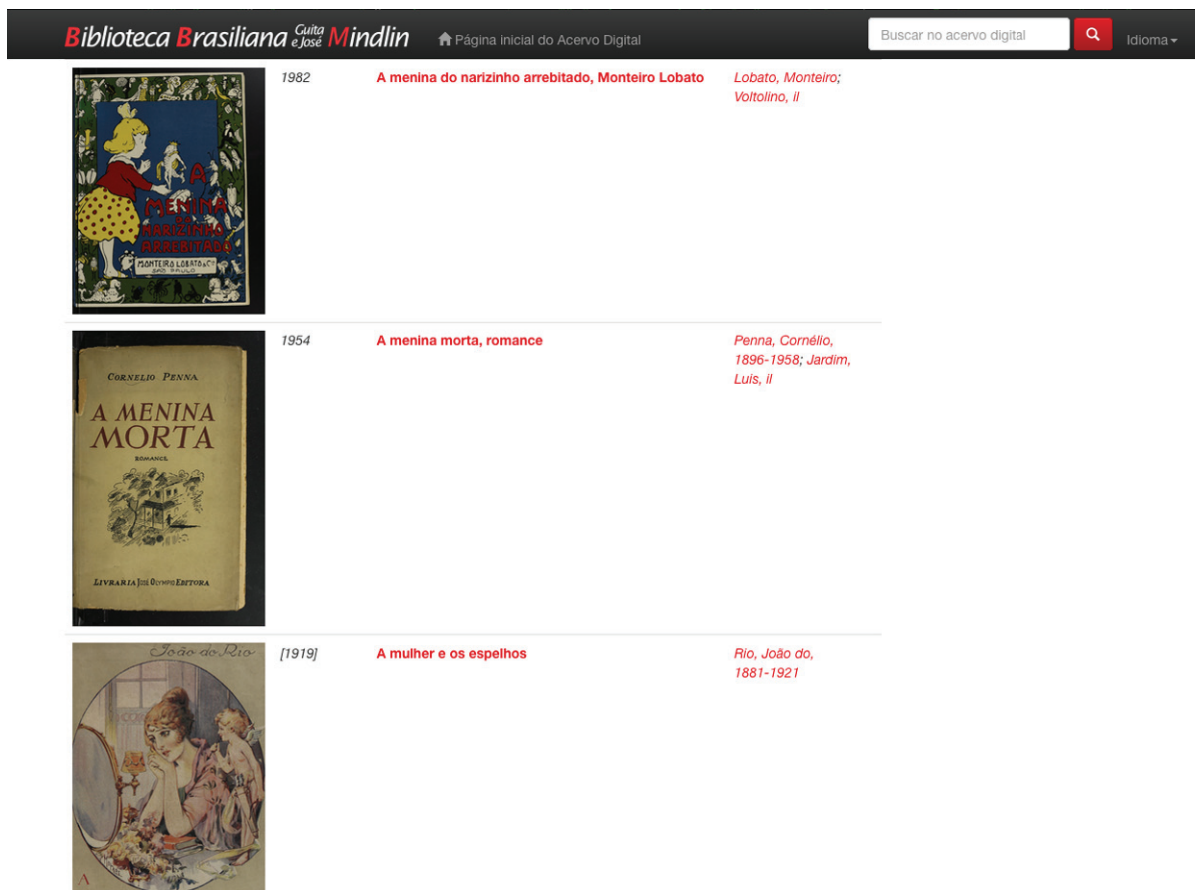 Biblioteca Brasiliana Guita e José Mindlin
Página inicial do Acervo Digital
Buscar no acervo digital
Idioma
A
MENINA
DO
NARIZINHO
ARREBITADO
MONTEIRO LOBATO & Cº
SÃO PAULO
1982
A menina do narizinho arrebitado, Monteiro Lobato
Lobato, Monteiro;
Voltolino, il
CORNELIO PENNA
A MENINA
MORTA
ROMANCE
LIVRARIA JOSÉ OLYMPIO EDITORA
1954
A menina morta, romance
Penna, Cornélio,
1896-1958; Jardim,
Luis, il
João do Rio
A
[1919]
A mulher e os espelhos
Rio, João do,
1881-1921